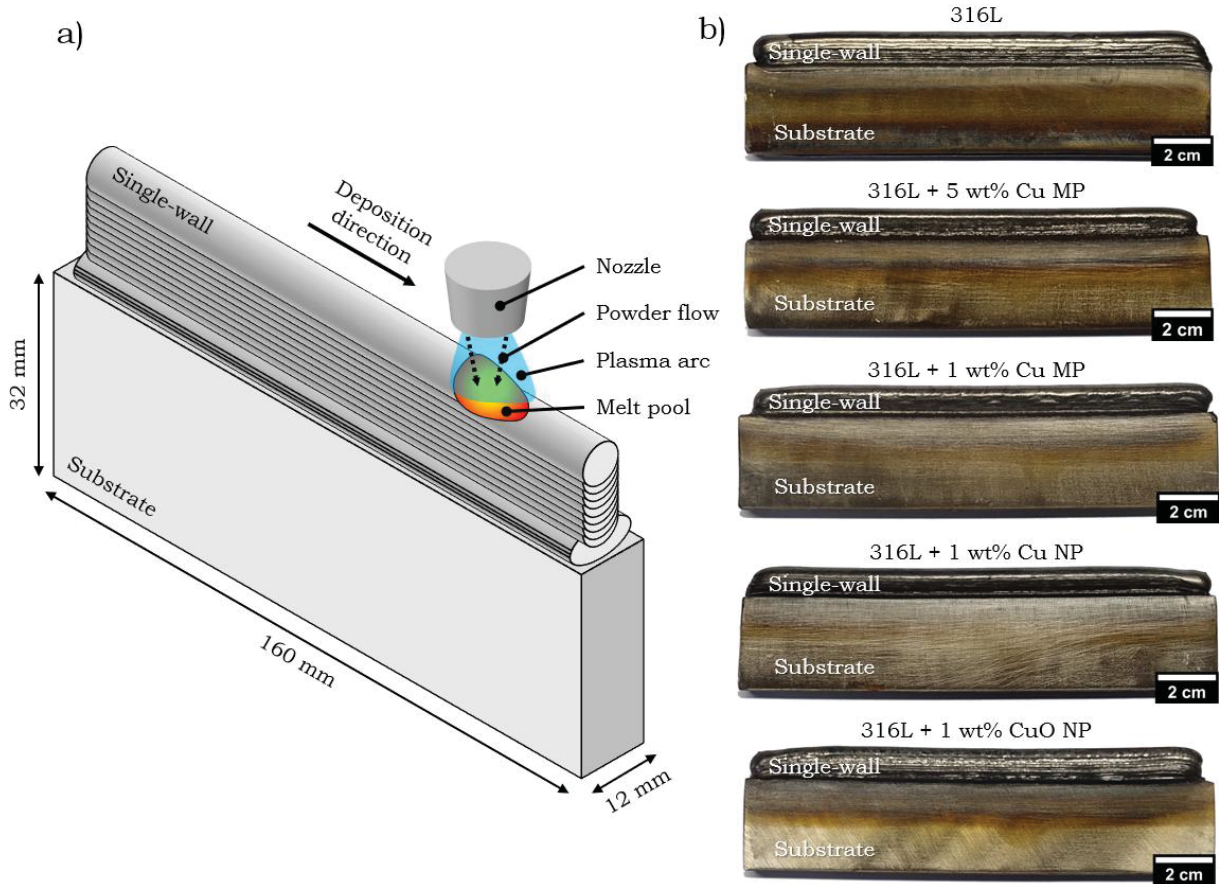 a)
Single-wall
Deposition
direction
Nozzle
Powder flow
Plasma arc
Melt pool
32 mm
Substrate
160 mm
12 mm
b)
316L
Single-wall
Substrate
2 cm
316L + 5 wt% Cu MP
Single-wall
Substrate
2 cm
316L + 1 wt% Cu MP
Single-wall
Substrate
2 cm
316L + 1 wt% Cu NP
Single-wall
Substrate
2 cm
316L + 1 wt% CuO NP
Single-wall
Substrate
2 cm